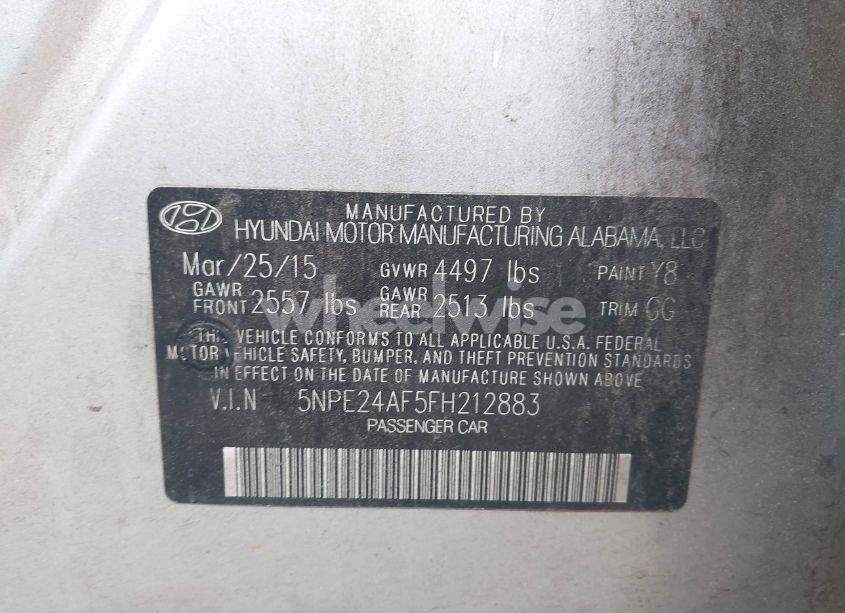 MANUFACTURED BY
HYUNDAI MOTOR MANUFACTURING ALABAMA, LLC
Mar/25/15 GVWR 4497 lbs PAINT Y8
GAWR FRONT 2557 lbs GAWR REAR 2513 lbs TRIM GG
THIS VEHICLE CONFORMS TO ALL APPLICABLE U.S.A. FEDERAL
MOTOR VEHICLE SAFETY, BUMPER, AND THEFT PREVENTION STANDARDS
IN EFFECT ON THE DATE OF MANUFACTURE SHOWN ABOVE
V.I.N 5NPE24AF5FH212883
PASSENGER CAR
wheelwise